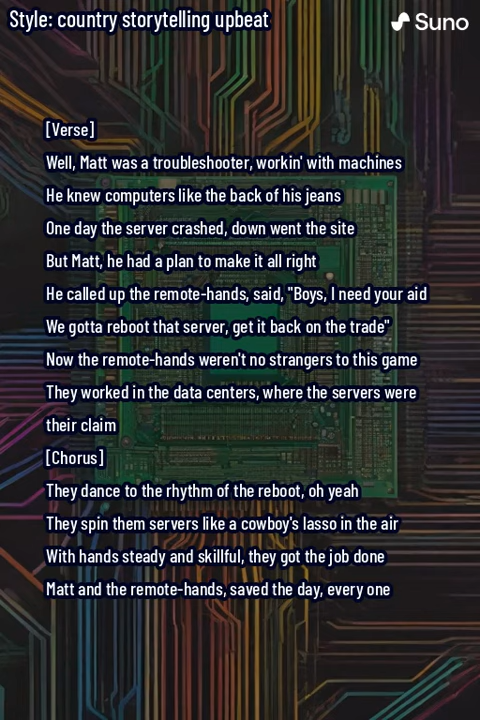 Style: country storytelling upbeat
Suno
[Verse]
Well, Matt was a troubleshooter, workin' with machines
He knew computers like the back of his jeans
One day the server crashed, down went the site
But Matt, he had a plan to make it all right
He called up the remote-hands, said, "Boys, I need your aid
We gotta reboot that server, get it back on the trade"
Now the remote-hands weren't no strangers to this game
They worked in the data centers, where the servers were
their claim
[Chorus]
They dance to the rhythm of the reboot, oh yeah
They spin them servers like a cowboy's lasso in the air
With hands steady and skillful, they got the job done
Matt and the remote-hands, saved the day, every one